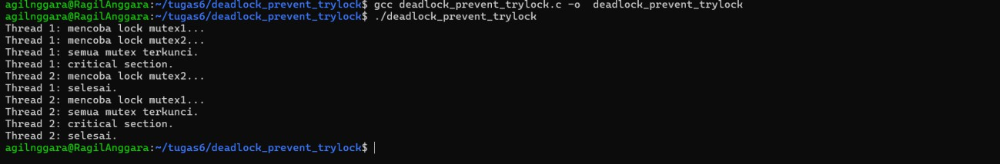 agilnggara@RagilAnggara:~/tugas6/deadlock_prevent_trylock$ gcc deadlock_prevent_trylock.c -o  deadlock_prevent_trylock
agilnggara@RagilAnggara:~/tugas6/deadlock_prevent_trylock$ ./deadlock_prevent_trylock
Thread 1: mencoba lock mutex1...
Thread 1: mencoba lock mutex2...
Thread 1: semua mutex terkunci.
Thread 1: critical section.
Thread 2: mencoba lock mutex2...
Thread 1: selesai.
Thread 2: mencoba lock mutex1...
Thread 2: semua mutex terkunci.
Thread 2: critical section.
Thread 2: selesai.
agilnggara@RagilAnggara:~/tugas6/deadlock_prevent_trylock$